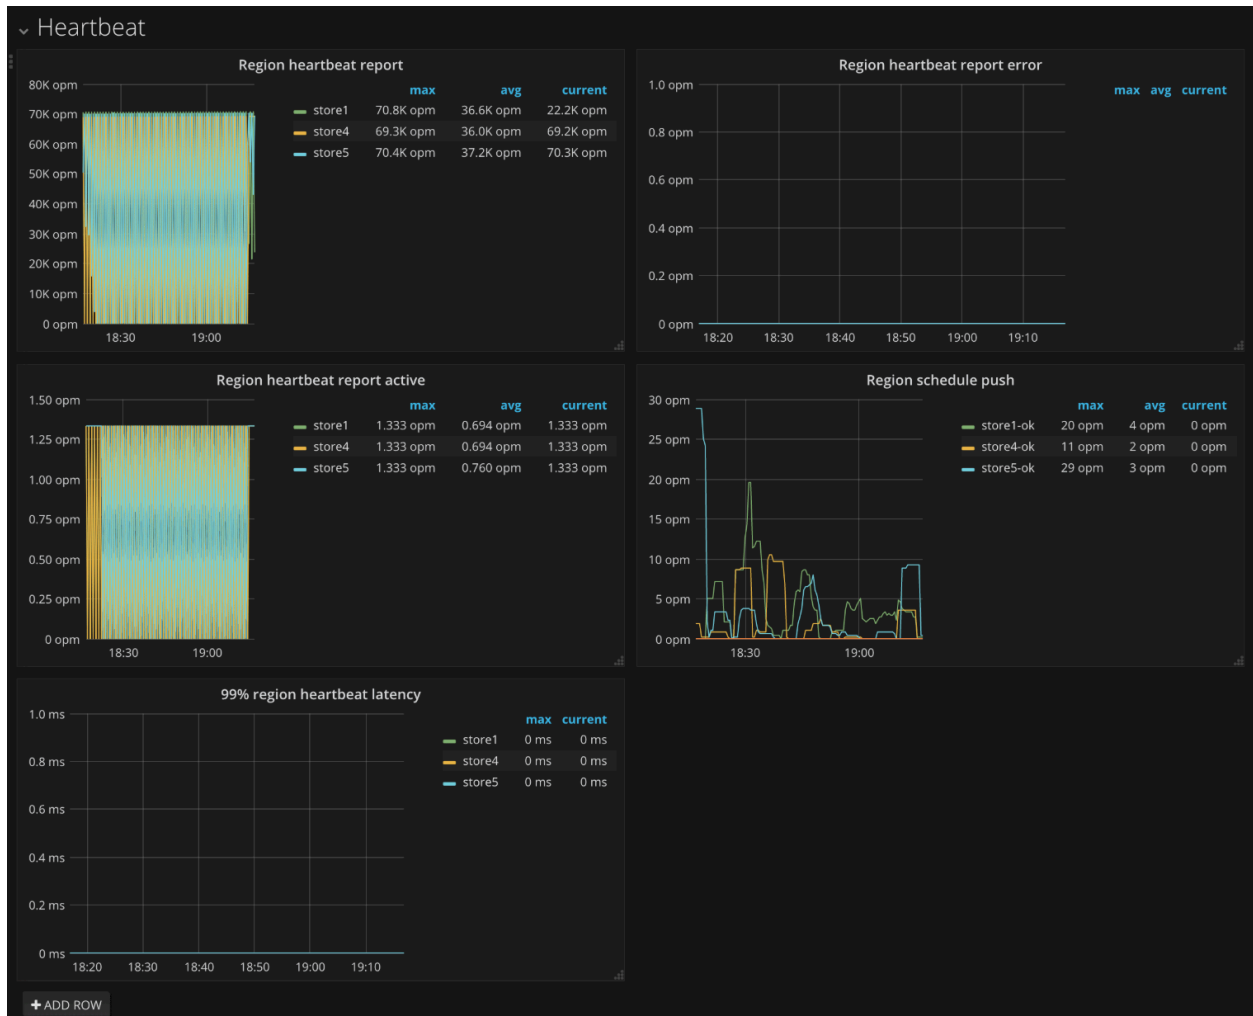 Heartbeat
Region heartbeat report
80K opm
70K opm
60K opm
50K opm
40K opm
30K opm
20K opm
10K opm
0 opm
18:30 19:00
max avg current
store1 70.8K opm 36.6K opm 22.2K opm
store4 69.3K opm 36.0K opm 69.2K opm
store5 70.4K opm 37.2K opm 70.3K opm
Region heartbeat report error
1.0 opm
0.8 opm
0.6 opm
0.4 opm
0.2 opm
0 opm
18:20 18:30 18:40 18:50 19:00 19:10
max avg current
Region heartbeat report active
1.50 opm
1.25 opm
1.00 opm
0.75 opm
0.50 opm
0.25 opm
0 opm
18:30 19:00
max avg current
store1 1.333 opm 0.694 opm 1.333 opm
store4 1.333 opm 0.694 opm 1.333 opm
store5 1.333 opm 0.760 opm 1.333 opm
Region schedule push
30 opm
25 opm
20 opm
15 opm
10 opm
5 opm
0 opm
18:30 19:00
max avg current
store1-ok 20 opm 4 opm 0 opm
store4-ok 11 opm 2 opm 0 opm
store5-ok 29 opm 3 opm 0 opm
99% region heartbeat latency
1.0 ms
0.8 ms
0.6 ms
0.4 ms
0.2 ms
0 ms
18:20 18:30 18:40 18:50 19:00 19:10
max current
store1 0 ms 0 ms
store4 0 ms 0 ms
store5 0 ms 0 ms
+ ADD ROW